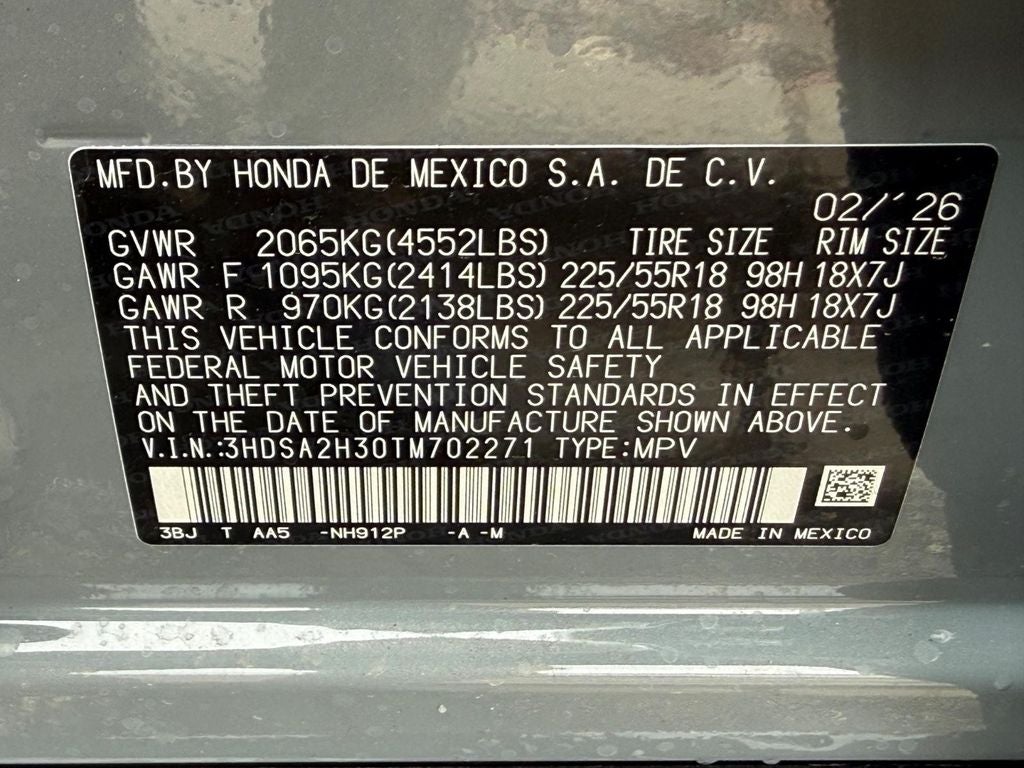 MFD.BY HONDA DE MEXICO S.A. DE C.V.
02/'26
GVWR 2065KG(4552LBS) TIRE SIZE RIM SIZE
GAWR F 1095KG(2414LBS) 225/55R18 98H 18X7J
GAWR R 970KG(2138LBS) 225/55R18 98H 18X7J
THIS VEHICLE CONFORMS TO ALL APPLICABLE
FEDERAL MOTOR VEHICLE SAFETY
AND THEFT PREVENTION STANDARDS IN EFFECT
ON THE DATE OF MANUFACTURE SHOWN ABOVE.
V.I.N.:3HDSA2H30TM702271 TYPE:MPV
3BJ T AA5 -NH912P -A -M MADE IN MEXICO